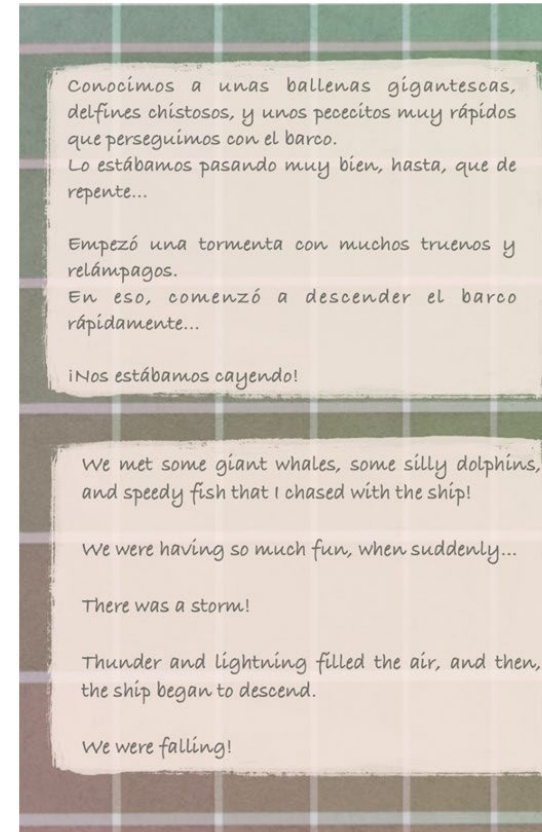 Conocimos a unas ballenas gigantescas,
delfines chistosos, y unos pececitos muy rápidos
que perseguimos con el barco.
Lo estábamos pasando muy bien, hasta, que de
repente...
Empezó una tormenta con muchos truenos y
relámpagos.
En eso, comenzó a descender el barco
rápidamente...
¡Nos estábamos cayendo!
We met some giant whales, some silly dolphins,
and speedy fish that I chased with the ship!
We were having so much fun, when suddenly...
There was a storm!
Thunder and lightning filled the air, and then,
the ship began to descend.
We were falling!